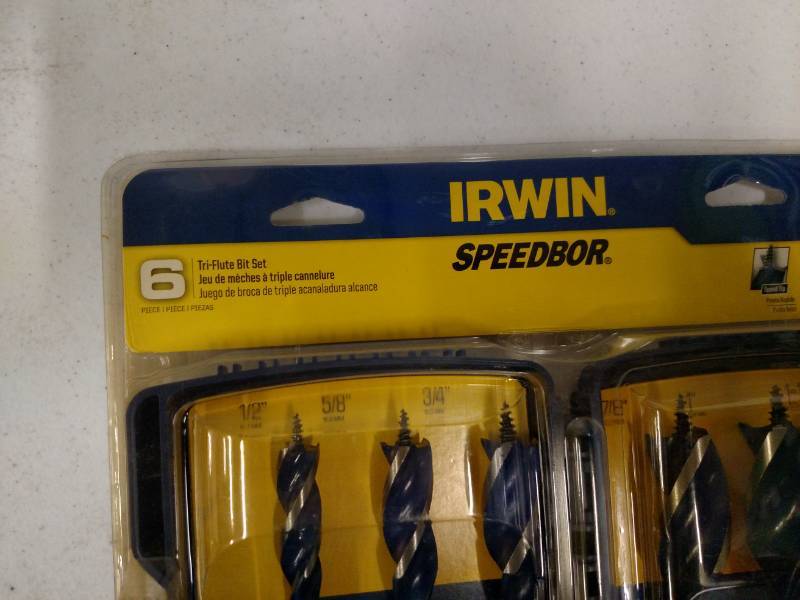 IRWIN®
SPEEDBOR®
6
Tri-Flute Bit Set
Jeu de mèches à triple cannelure
Juego de broca de triple acanaladura alcance
PIECE | PIÈCE | PIEZAS
1/2" 5/8" 3/4" 7/8" 1"